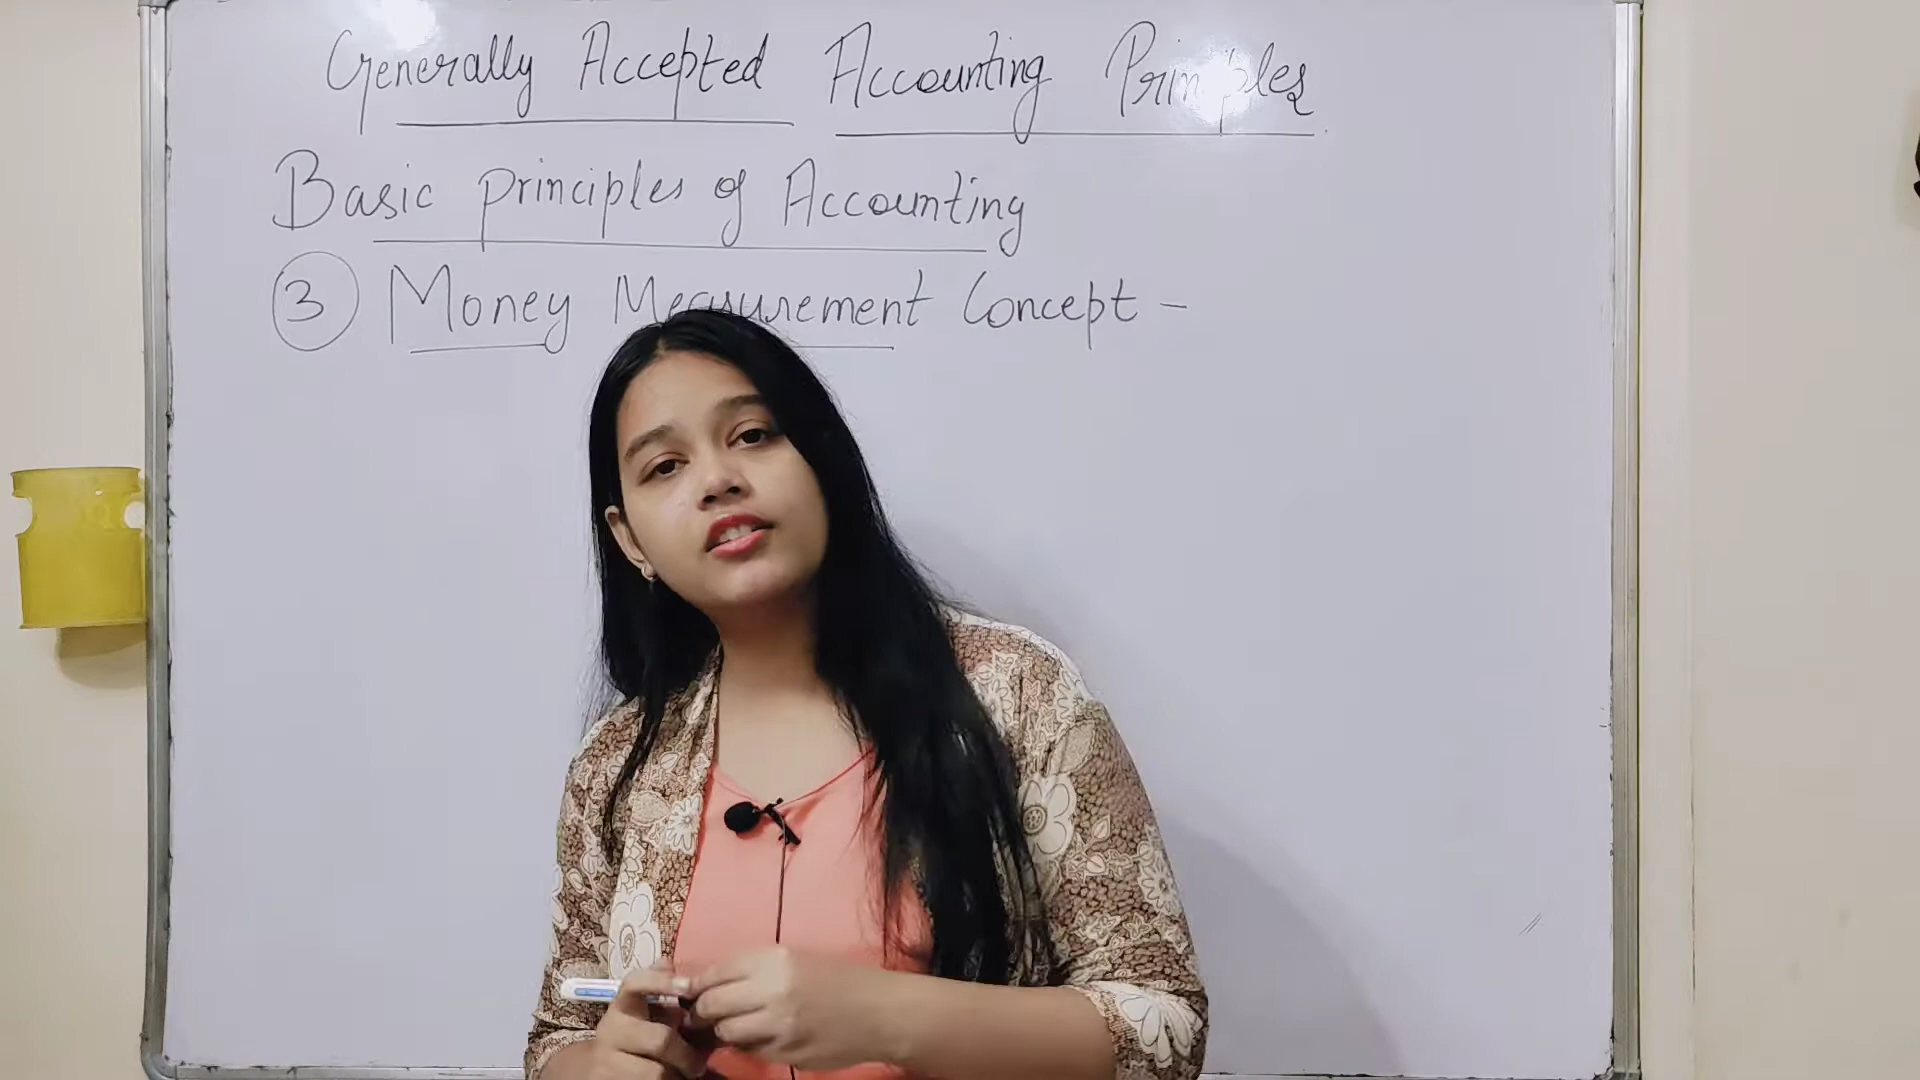 Generally Accepted Accounting Principles
Basic principles of Accounting
3 Money Measurement Concept -